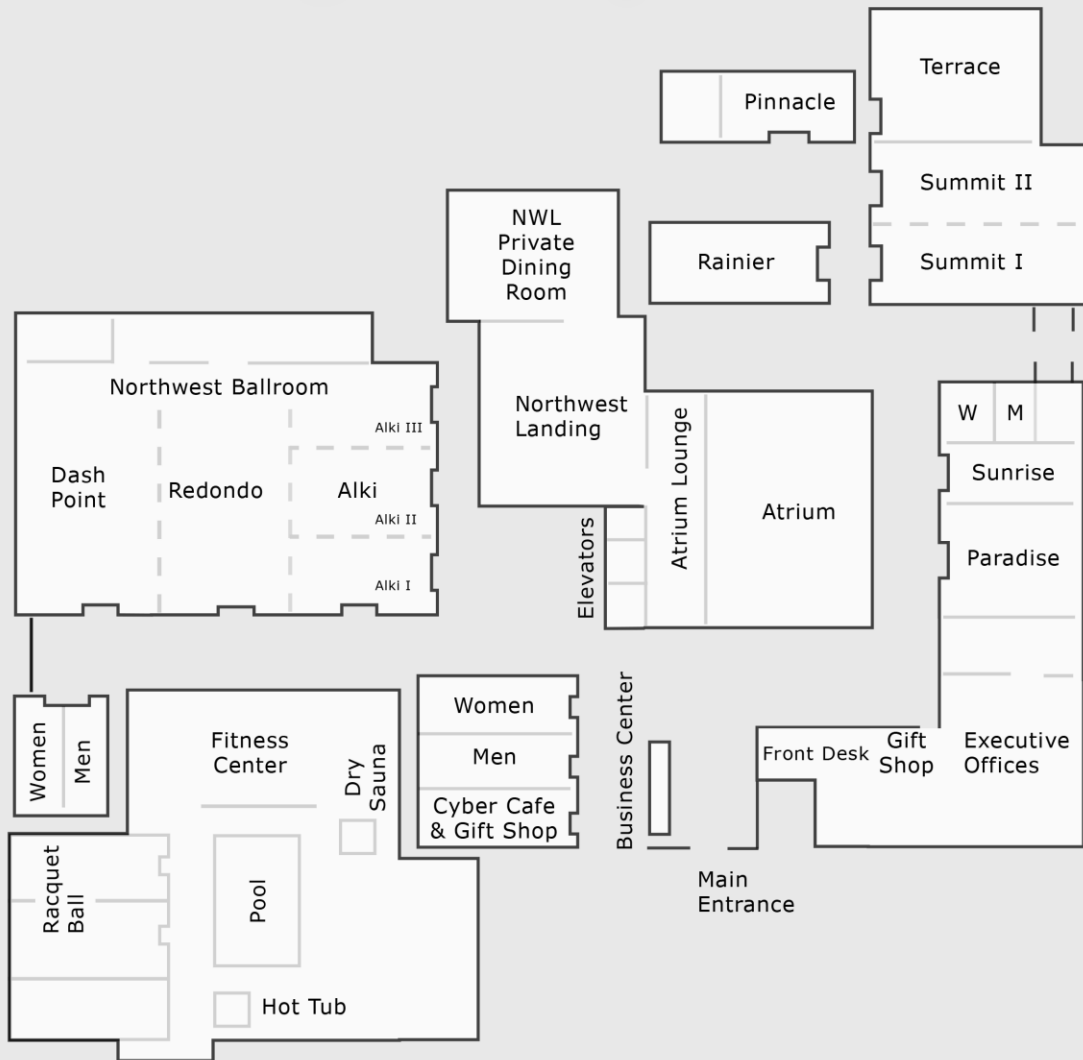 Terrace
Pinnacle
Summit II
NWL
Private
Dining
Room
Rainier
Summit I
Northwest Ballroom
Northwest
Landing
Atrium Lounge
W
M
Alki III
Dash
Point
Redondo
Alki
Sunrise
Atrium
Alki II
Elevators
Paradise
Alki I
Women
Men
Fitness
Center
Dry
Sauna
Women
Men
Cyber Cafe
& Gift Shop
Business Center
Front Desk
Gift
Shop
Executive
Offices
Main
Entrance
Racquet
Ball
Pool
Hot Tub